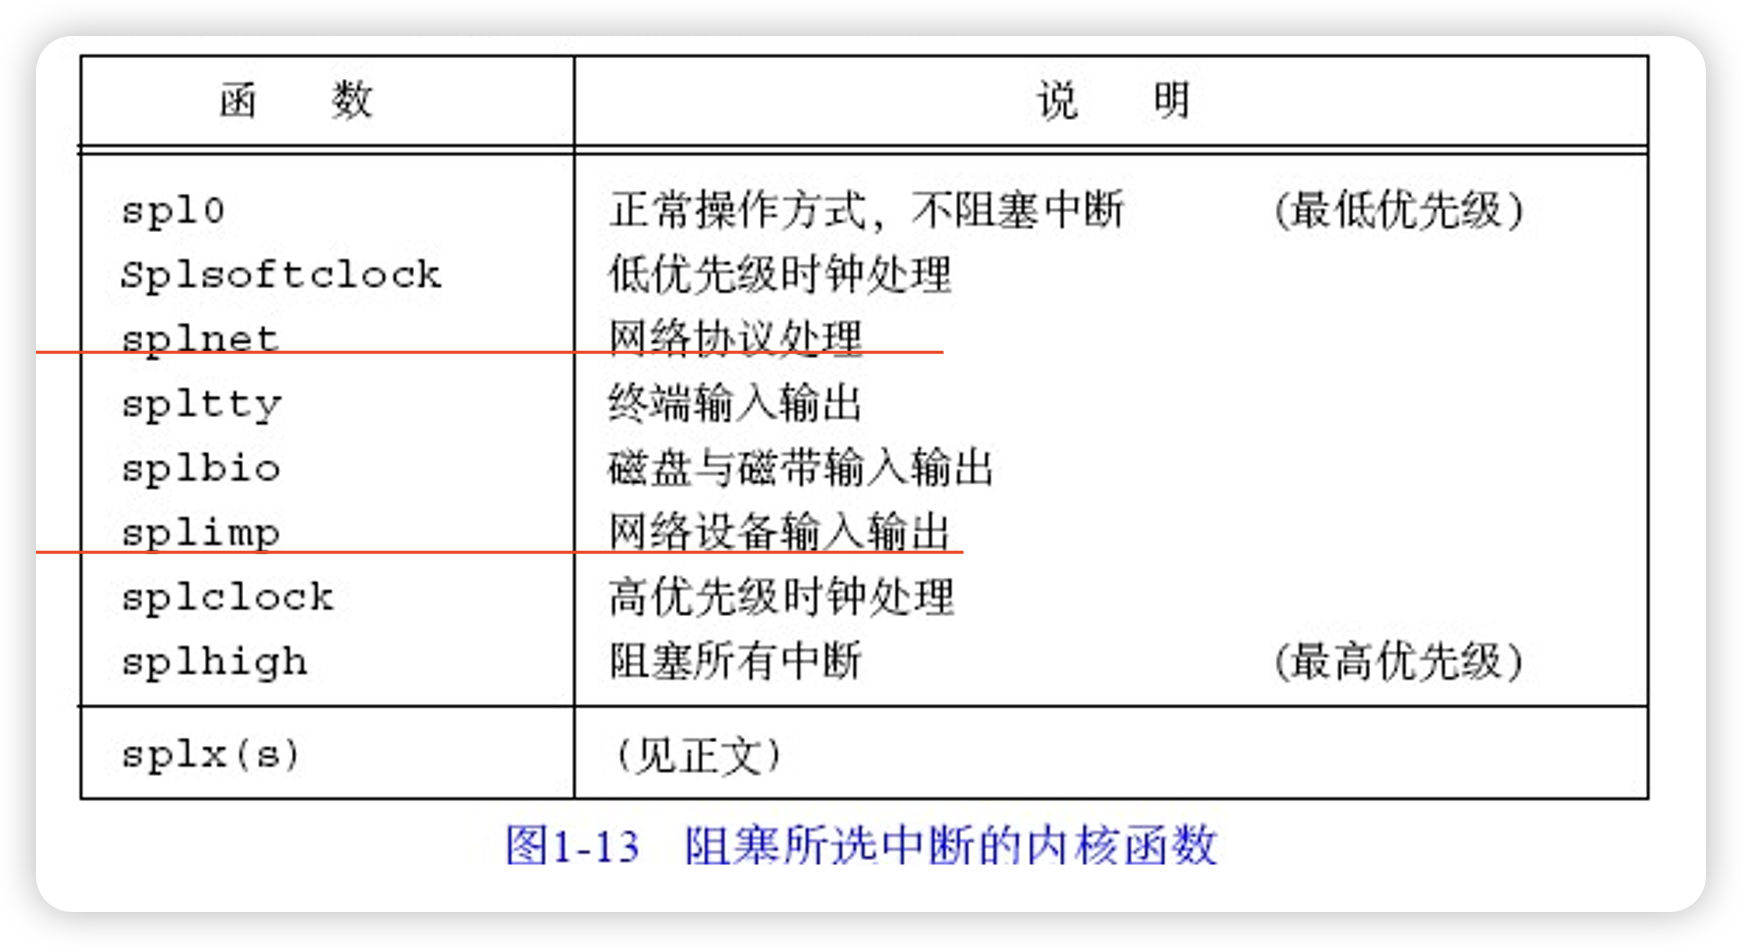 函 数 说 明
spl0 正常操作方式，不阻塞中断 (最低优先级)
Splsoftclock 低优先级时钟处理
splnet 网络协议处理
spltty 终端输入输出
splbio 磁盘与磁带输入输出
splimp 网络设备输入输出
splclock 高优先级时钟处理
splhigh 阻塞所有中断 (最高优先级)
splx(s) (见正文)
图1-13 阻塞所选中断的内核函数